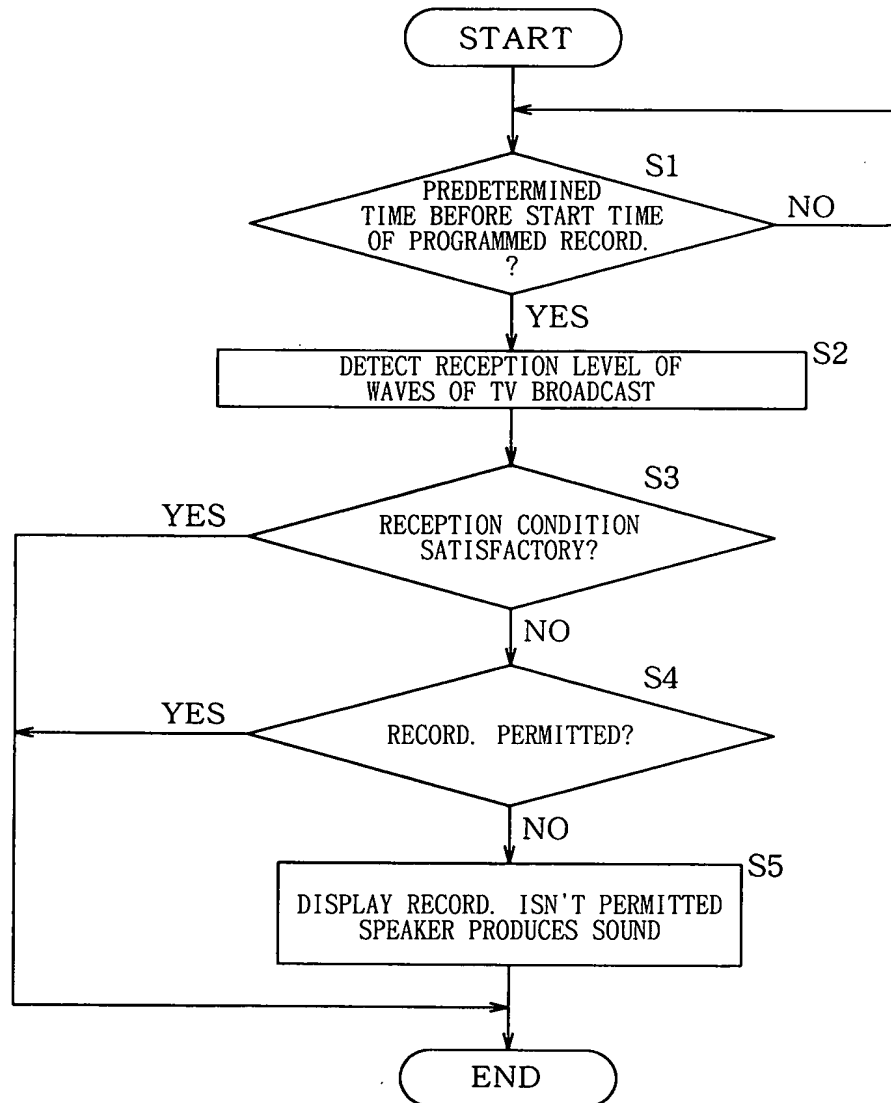 START
S1
PREDETERMINED
TIME BEFORE START TIME
OF PROGRAMMED RECORD.
?
NO
YES
S2
DETECT RECEPTION LEVEL OF
WAVES OF TV BROADCAST
S3
YES
RECEPTION CONDITION
SATISFACTORY?
NO
S4
YES
RECORD. PERMITTED?
NO
S5
DISPLAY RECORD. ISN'T PERMITTED
SPEAKER PRODUCES SOUND
END